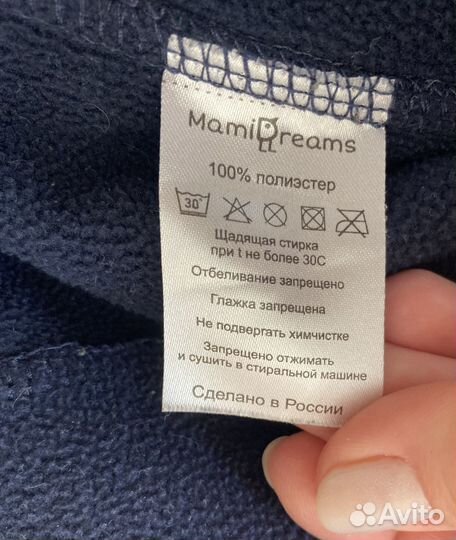 MamiDreams
100% полиэстер
30°
Щадящая стирка
при t не более 30С
Отбеливание запрещено
Глажка запрещена
Не подвергать химчистке
Запрещено отжимать
и сушить в стиральной машине
Сделано в России
Avito